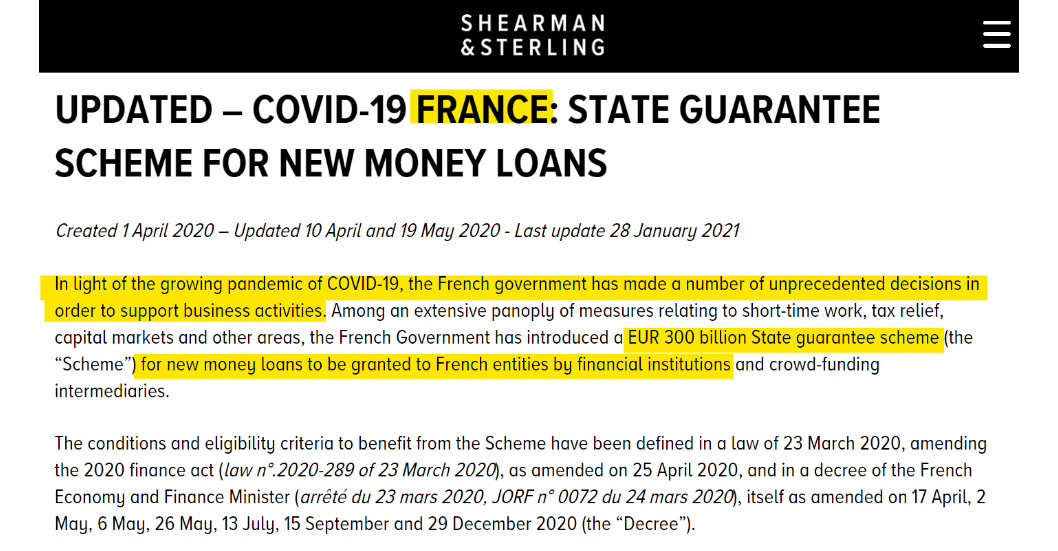 SHEARMAN
& STERLING
UPDATED – COVID-19 FRANCE: STATE GUARANTEE
SCHEME FOR NEW MONEY LOANS
Created 1 April 2020 – Updated 10 April and 19 May 2020 - Last update 28 January 2021
In light of the growing pandemic of COVID-19, the French government has made a number of unprecedented decisions in
order to support business activities. Among an extensive panoply of measures relating to short-time work, tax relief,
capital markets and other areas, the French Government has introduced a EUR 300 billion State guarantee scheme (the
“Scheme”) for new money loans to be granted to French entities by financial institutions and crowd-funding
intermediaries.
The conditions and eligibility criteria to benefit from the Scheme have been defined in a law of 23 March 2020, amending
the 2020 finance act (law n°.2020-289 of 23 March 2020), as amended on 25 April 2020, and in a decree of the French
Economy and Finance Minister (arrêté du 23 mars 2020, JORF n° 0072 du 24 mars 2020), itself as amended on 17 April, 2
May, 6 May, 26 May, 13 July, 15 September and 29 December 2020 (the “Decree”).